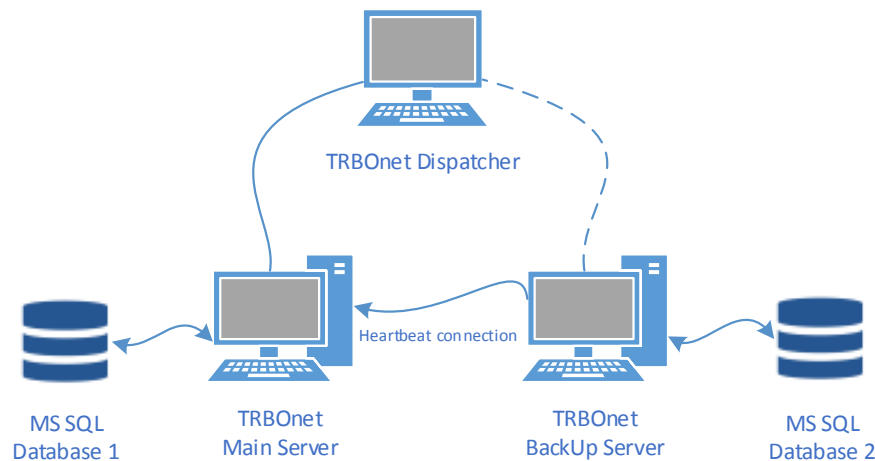 TRBOnet Dispatcher
Heartbeat connection
MS SQL
Database 1
TRBOnet
Main Server
TRBOnet
BackUp Server
MS SQL
Database 2